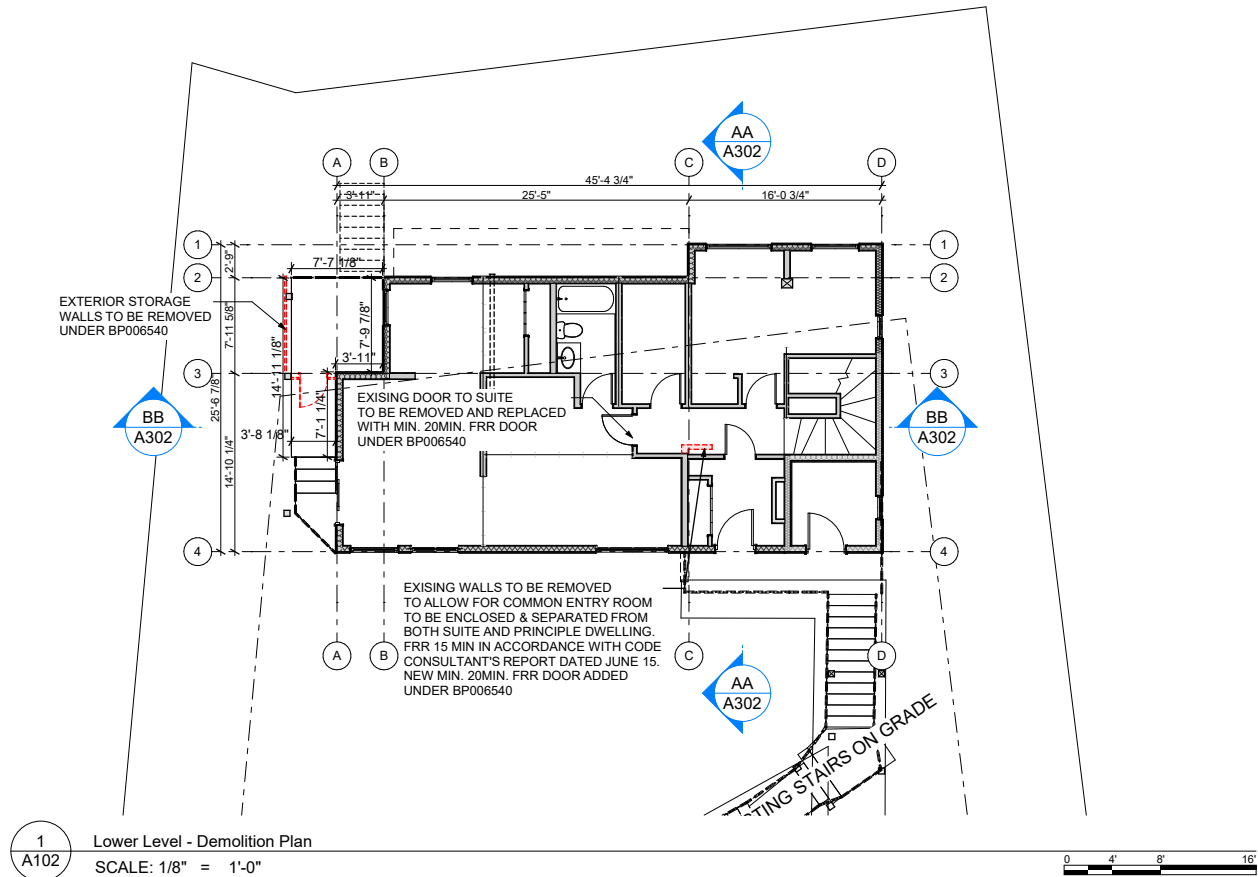 AA
A302
A
B
C
D
45'-4 3/4"
3'-11"
25'-5"
16'-0 3/4"
1
1
2'-9"
2
2
7'-7 1/8"
EXTERIOR STORAGE
WALLS TO BE REMOVED
UNDER BP006540
7'-11 5/8"
7'-9 7/8"
14'-11 1/8"
3'-11"
3
3
25'-6 7/8"
EXISING DOOR TO SUITE
TO BE REMOVED AND REPLACED
WITH MIN. 20MIN. FRR DOOR
UNDER BP006540
BB
A302
BB
A302
7'-1 1/4"
3'-8 1/8"
14'-10 1/4"
4
4
EXISING WALLS TO BE REMOVED
TO ALLOW FOR COMMON ENTRY ROOM
TO BE ENCLOSED & SEPARATED FROM
BOTH SUITE AND PRINCIPLE DWELLING.
FRR 15 MIN IN ACCORDANCE WITH CODE
CONSULTANT'S REPORT DATED JUNE 15.
NEW MIN. 20MIN. FRR DOOR ADDED
UNDER BP006540
A
B
C
D
AA
A302
STING STAIRS ON GRADE
1
A102
Lower Level - Demolition Plan
SCALE: 1/8" = 1'-0"
0 4' 8' 16'